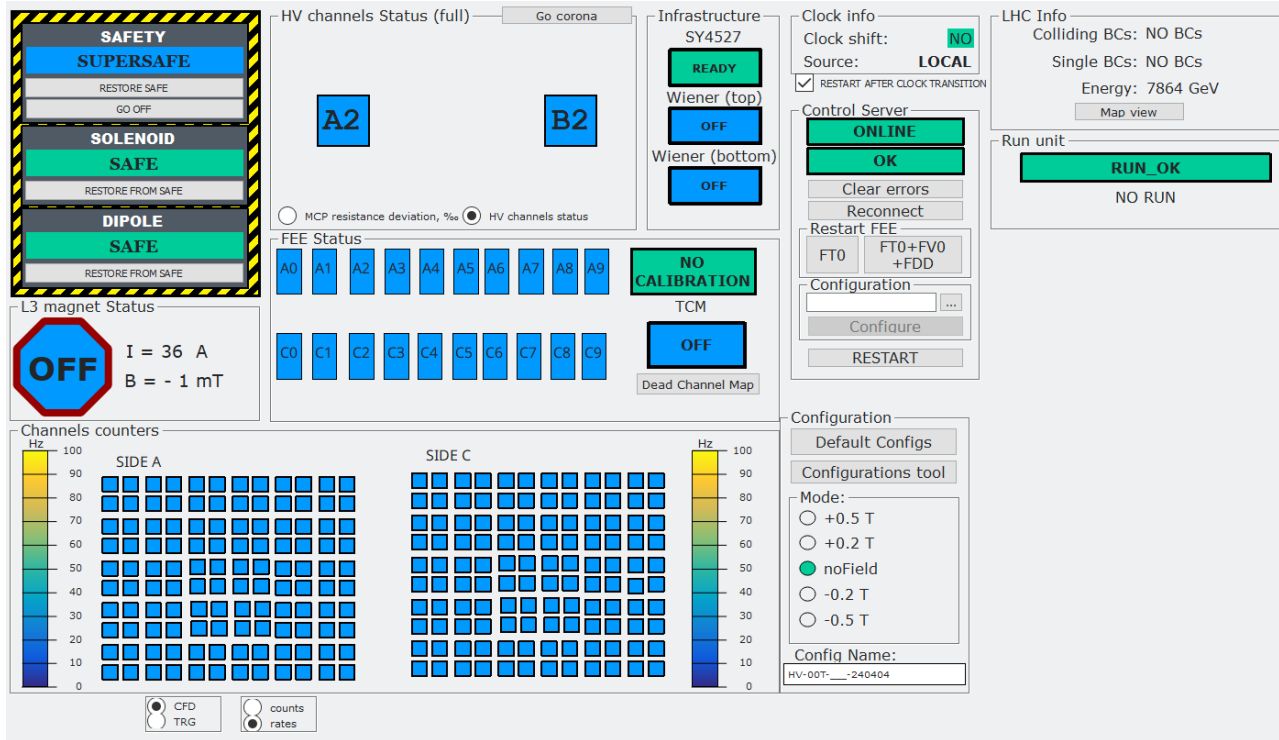 SAFETY
SUPERSAFE
RESTORE SAFE
GO OFF
SOLENOID
SAFE
RESTORE FROM SAFE
DIPOLE
SAFE
RESTORE FROM SAFE
L3 magnet Status
OFF
I = 36 A
B = - 1 mT
HV channels Status (full)
Go corona
A2 B2
MCP resistance deviation, ‰ HV channels status
Infrastructure
SY4527
READY
Wiener (top)
OFF
Wiener (bottom)
OFF
FEE Status
A0 A1 A2 A3 A4 A5 A6 A7 A8 A9
C0 C1 C2 C3 C4 C5 C6 C7 C8 C9
NO
CALIBRATION
TCM
OFF
Dead Channel Map
Clock info
Clock shift: NO
Source: LOCAL
RESTART AFTER CLOCK TRANSITION
Control Server
ONLINE
OK
Clear errors
Reconnect
Restart FEE
FT0
FT0+FV0
+FDD
Configuration
...
Configure
RESTART
LHC Info
Colliding BCs: NO BCs
Single BCs: NO BCs
Energy: 7864 GeV
Map view
Run unit
RUN_OK
NO RUN
Channels counters
Hz
100
90
80
70
60
50
40
30
20
10
0
SIDE A
SIDE C
Hz
100
90
80
70
60
50
40
30
20
10
0
CFD
TRG
counts
rates
Configuration
Default Configs
Configurations tool
Mode:
+0.5 T
+0.2 T
noField
-0.2 T
-0.5 T
Config Name:
HV-00T-___-240404